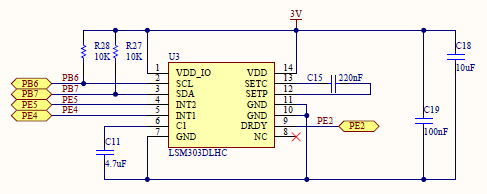 3V
R28 R27
10K 10K
U3
C18
10uF
PB6 PB6
PB7 PB7
PE5 PE5
PE4 PE4
1 VDD_IO VDD 14
2 SCL SETC 13
3 SDA SETP 12
4 INT2 GND 11
5 INT1 GND 10
6 C1 DRDY 9
7 GND NC 8
LSM303DLHC
C15 220nF
PE2 PE2
C19
100nF
C11
4.7uF